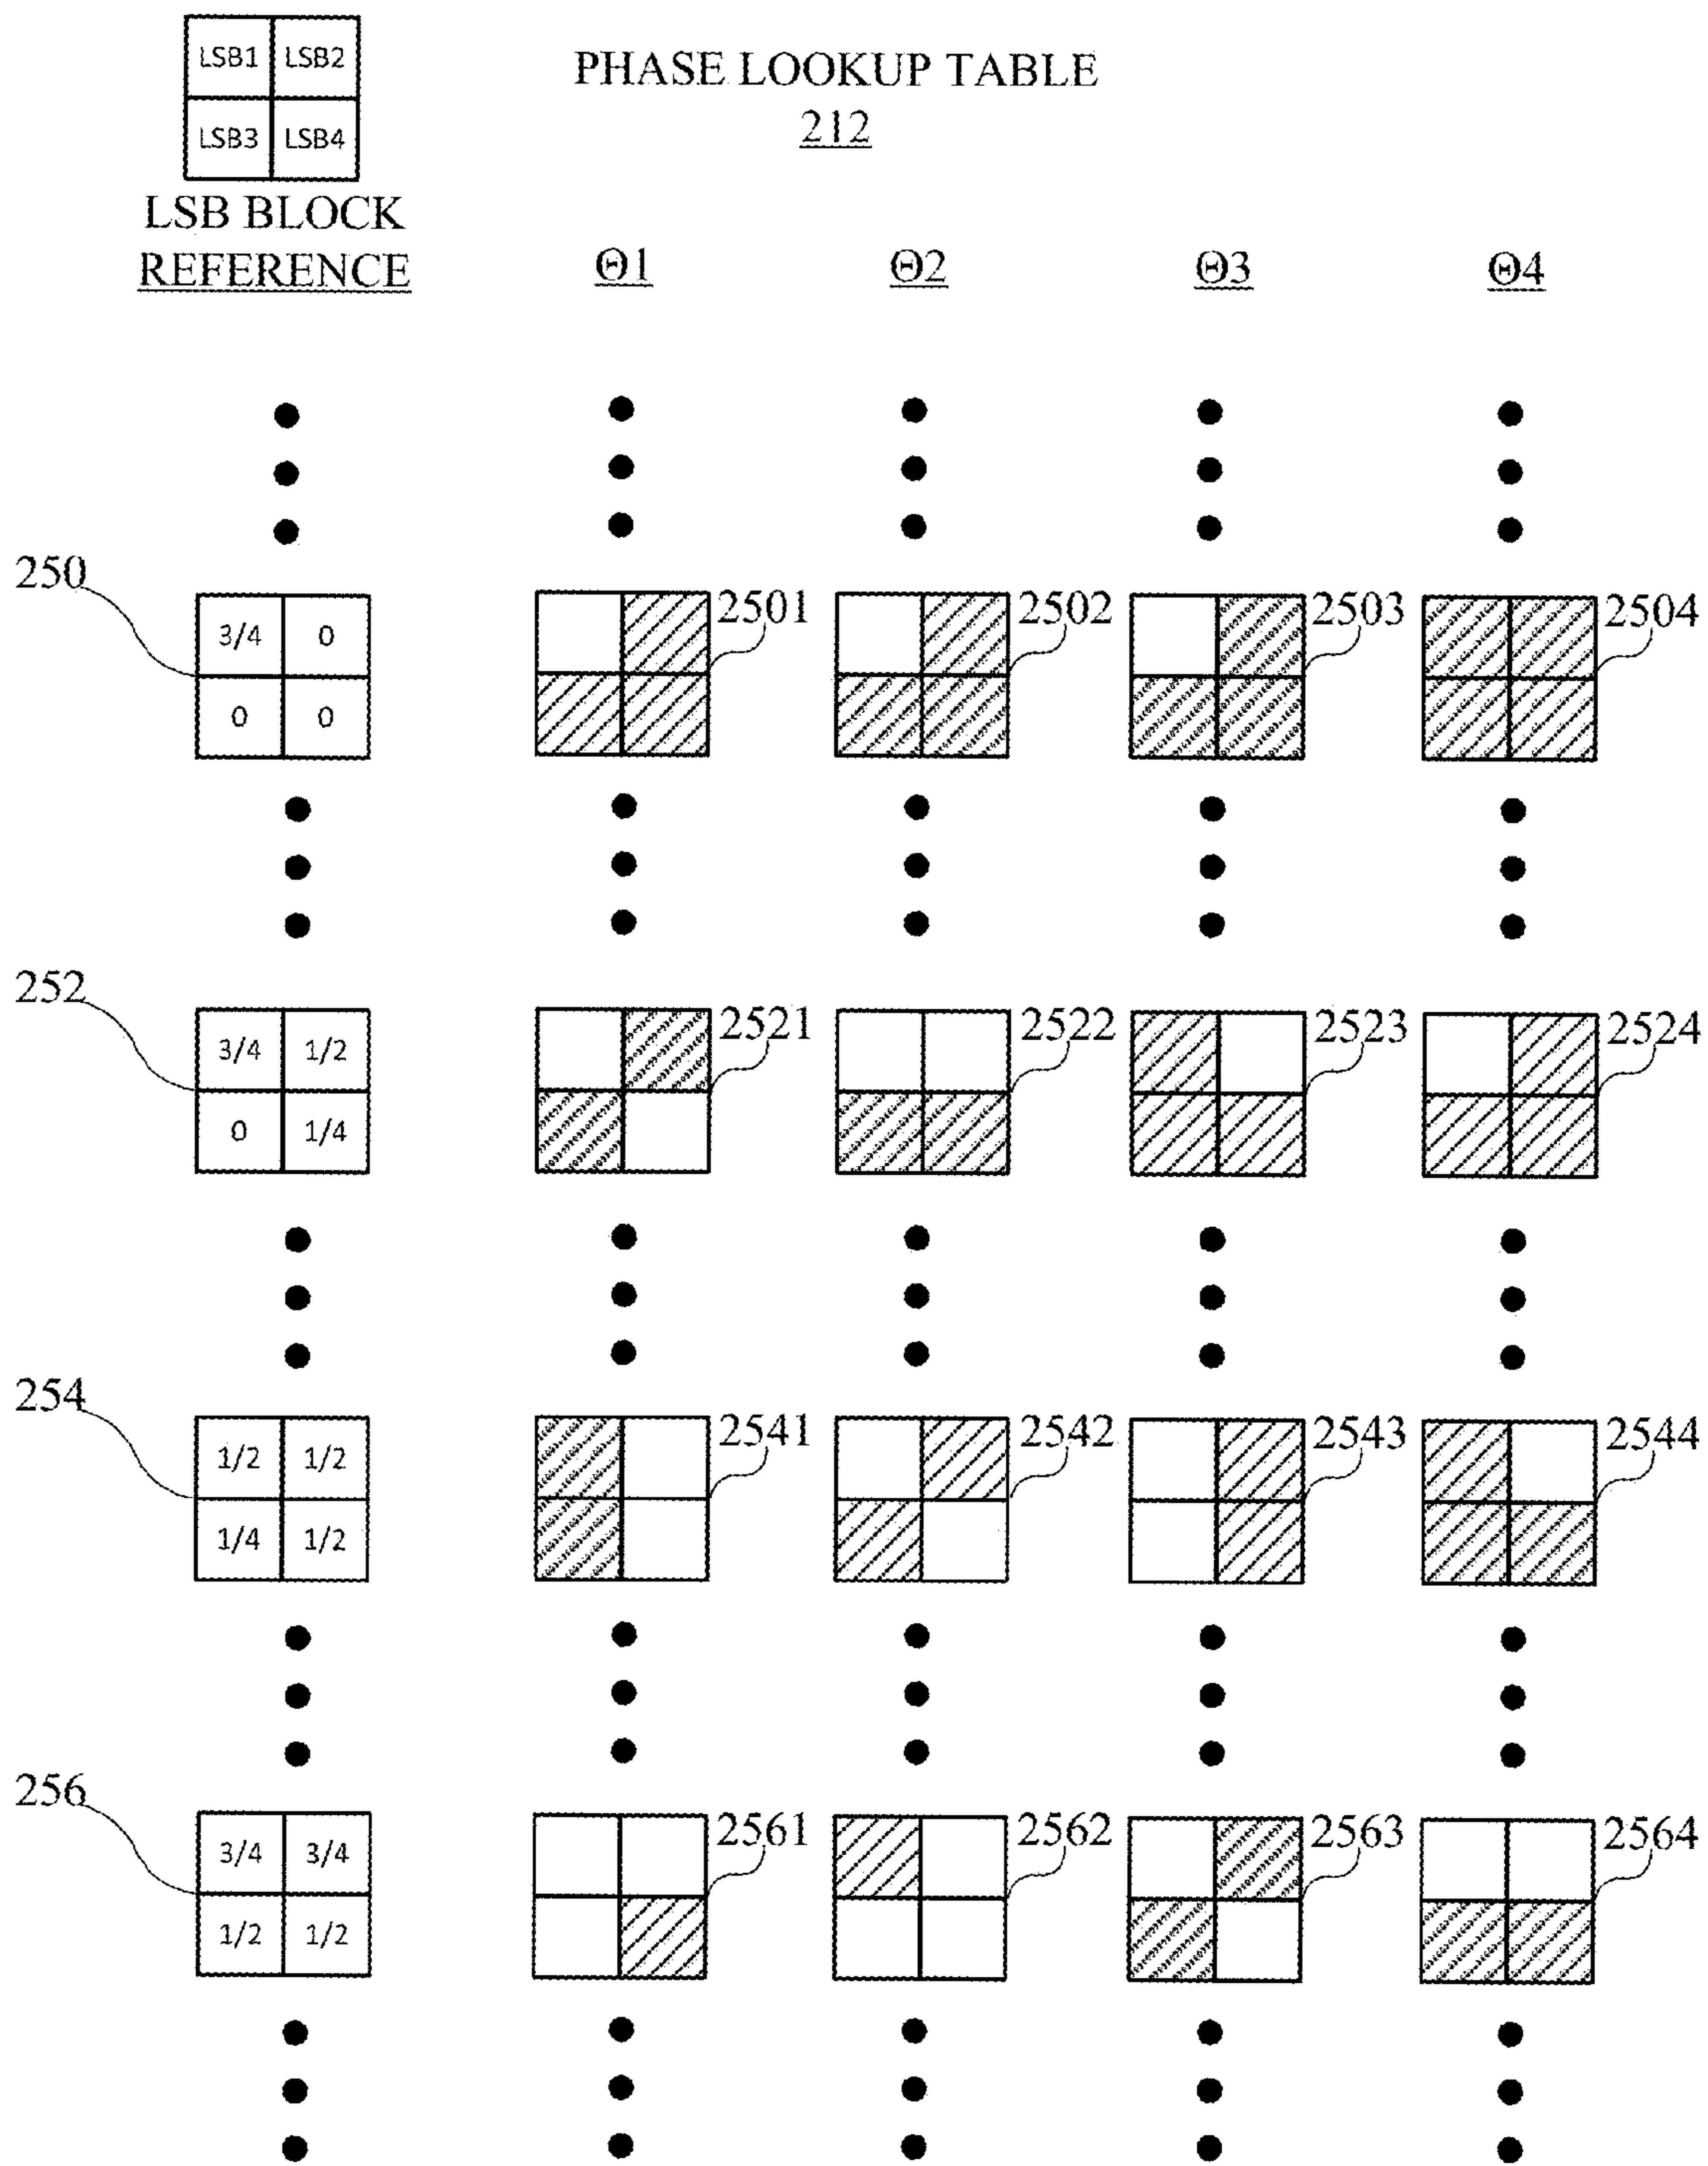 LSB1 LSB2
LSB3 LSB4
LSB BLOCK
REFERENCE
PHASE LOOKUP TABLE
212
Θ1 Θ2 Θ3 Θ4
250
3/4 0
0 0
2501 2502 2503 2504
252
3/4 1/2
0 1/4
2521 2522 2523 2524
254
1/2 1/2
1/4 1/2
2541 2542 2543 2544
256
3/4 3/4
1/2 1/2
2561 2562 2563 2564